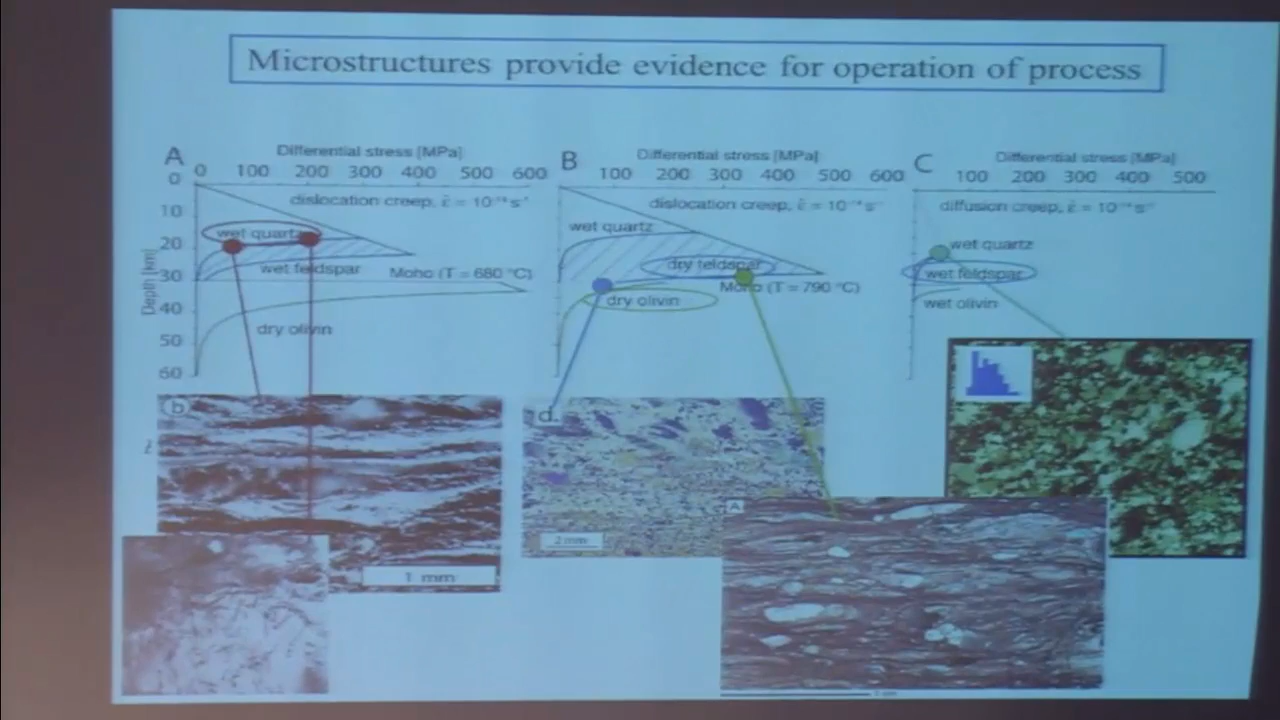 Microstructures provide evidence for operation of process
A
Differential stress [MPa]
0 100 200 300 400 500 600
0
10
20
30
40
50
60
Depth [km]
dislocation creep,
wet quartz
wet feldspar
Moho (T = 680 °C)
dry olivin
B
Differential stress [MPa]
100 200 300 400 500 600
dislocation creep,
wet quartz
dry feldspar
Moho (T = 790 °C)
dry olivin
C
Differential stress [MPa]
100 200 300 400 500
diffusion creep,
wet quartz
wet feldspar
wet olivin
b
1 mm
d
2 mm
A